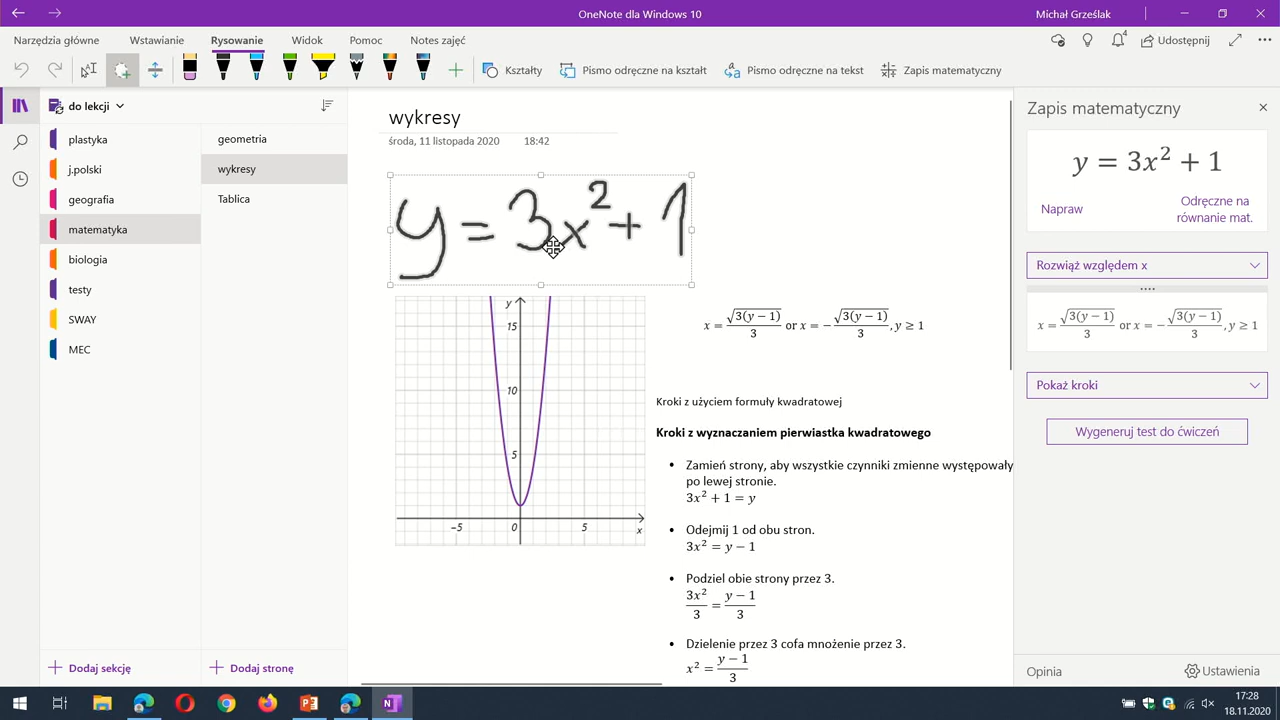 OneNote dla Windows 10
Michał Grześlak
Narzędzia główne
Wstawianie
Rysowanie
Widok
Pomoc
Notes zajęć
4
Udostępnij
Kształty
Pismo odręczne na kształt
Pismo odręczne na tekst
Zapis matematyczny
do lekcji
plastyka
j.polski
geografia
matematyka
biologia
testy
SWAY
MEC
Dodaj sekcję
geometria
wykresy
Tablica
Dodaj stronę
wykresy
środa, 11 listopada 2020 18:42
y = 3x² + 1
y
15
10
5
-5 0 5 x
x = √3(y − 1)/3 or x = − √3(y − 1)/3, y ≥ 1
Kroki z użyciem formuły kwadratowej
Kroki z wyznaczaniem pierwiastka kwadratowego
• Zamień strony, aby wszystkie czynniki zmienne występowały
po lewej stronie.
3x² + 1 = y
• Odejmij 1 od obu stron.
3x² = y − 1
• Podziel obie strony przez 3.
3x²/3 = y − 1/3
• Dzielenie przez 3 cofa mnożenie przez 3.
x² = y − 1/3
Zapis matematyczny
y = 3x² + 1
Napraw
Odręczne na
równanie mat.
Rozwiąż względem x
x = √3(y − 1)/3 or x = − √3(y − 1)/3, y ≥ 1
Pokaż kroki
Wygeneruj test do ćwiczeń
Opinia
Ustawienia
17:28
18.11.2020